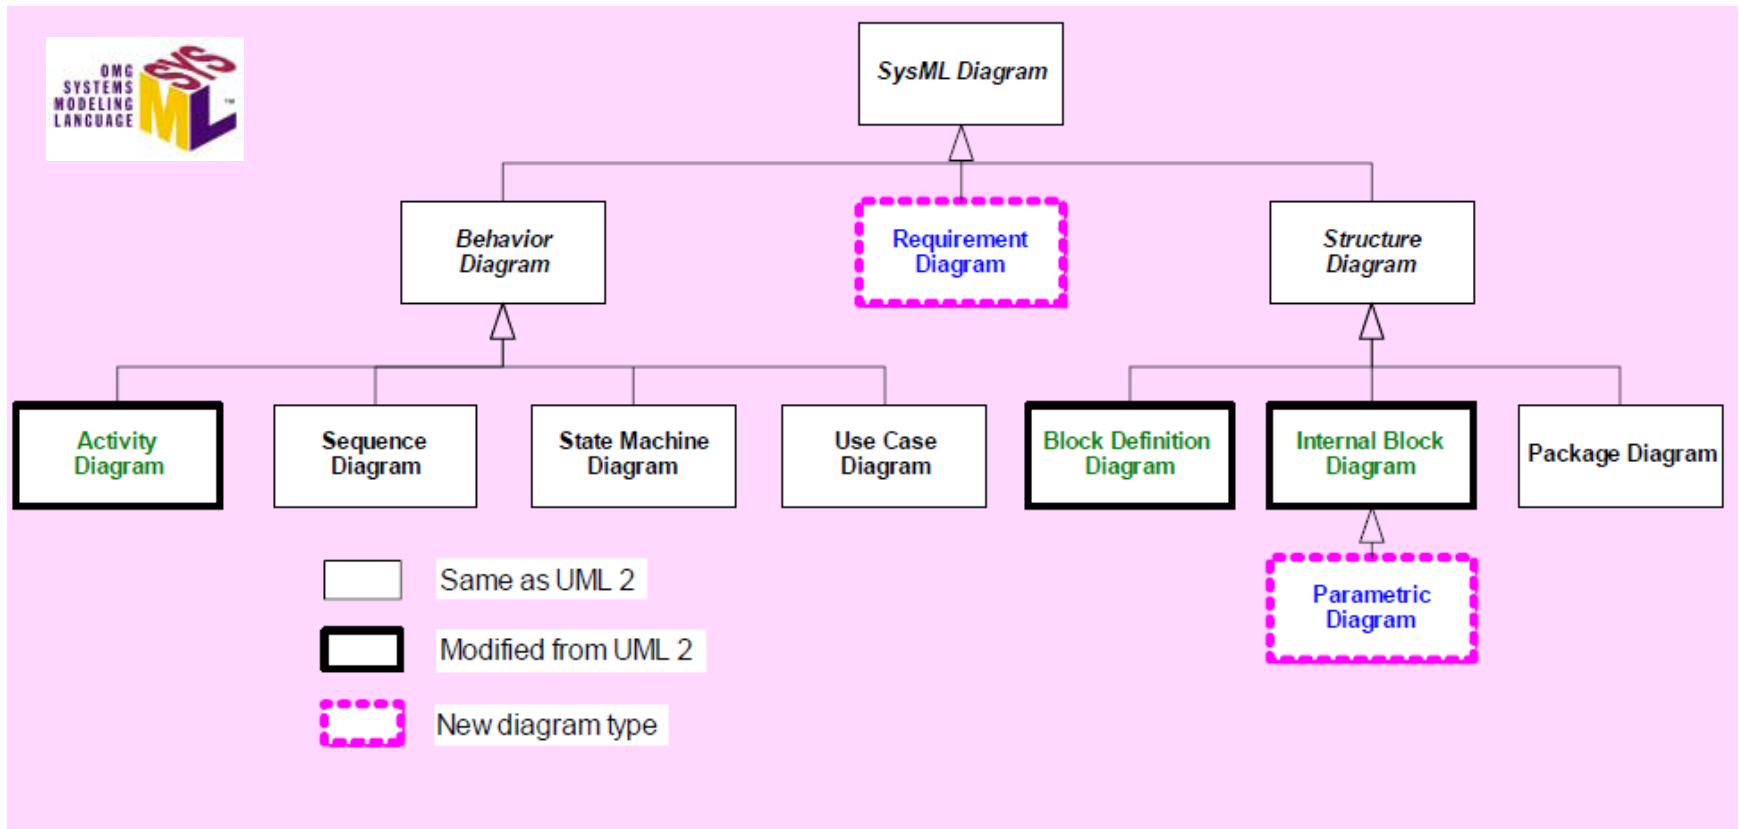 OMG
SYSTEMS
MODELING
LANGUAGE
SYS
ML™
SysML Diagram
Behavior
Diagram
Requirement
Diagram
Structure
Diagram
Activity
Diagram
Sequence
Diagram
State Machine
Diagram
Use Case
Diagram
Block Definition
Diagram
Internal Block
Diagram
Package Diagram
Parametric
Diagram
Same as UML 2
Modified from UML 2
New diagram type